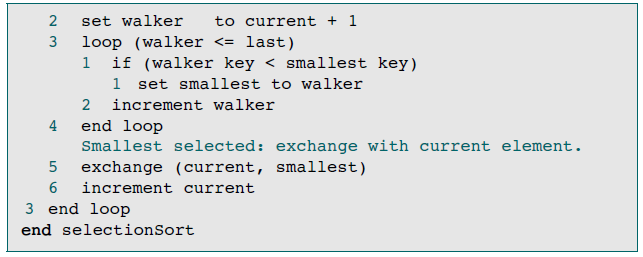 2 set walker to current + 1
3 loop (walker <= last)
1 if (walker key < smallest key)
1 set smallest to walker
2 increment walker
4 end loop
Smallest selected: exchange with current element.
5 exchange (current, smallest)
6 increment current
3 end loop
end selectionSort